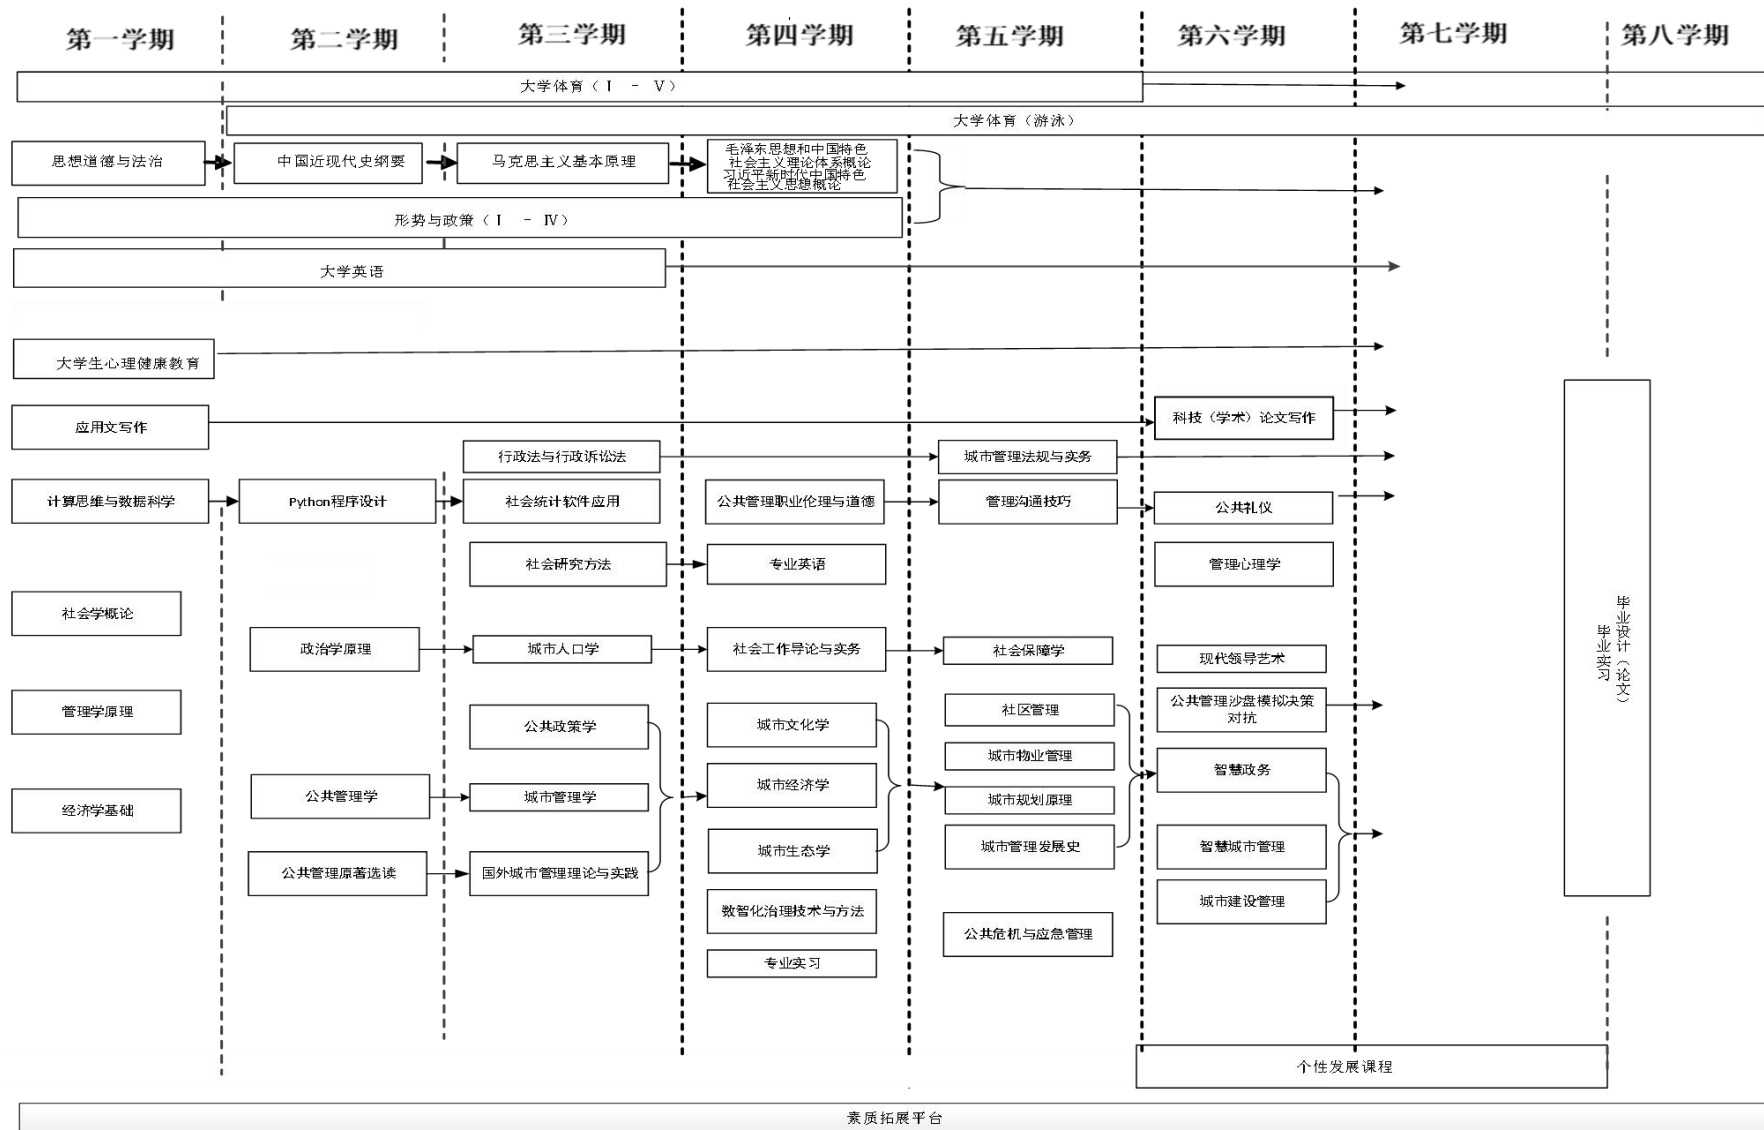 第一学期
第二学期
第三学期
第四学期
第五学期
第六学期
第七学期
第八学期
大学体育（Ⅰ － Ⅴ）
大学体育（游泳）
思想道德与法治
中国近现代史纲要
马克思主义基本原理
毛泽东思想和中国特色
社会主义理论体系概论
习近平新时代中国特色
社会主义思想概论
形势与政策（Ⅰ － Ⅳ）
大学英语
大学生心理健康教育
应用文写作
科技（学术）论文写作
行政法与行政诉讼法
城市管理法规与实务
计算思维与数据科学
Python程序设计
社会统计软件应用
公共管理职业伦理与道德
管理沟通技巧
公共礼仪
社会研究方法
专业英语
管理心理学
社会学概论
政治学原理
城市人口学
社会工作导论与实务
社会保障学
现代领导艺术
管理学原理
公共政策学
城市文化学
社区管理
公共管理沙盘模拟决策
对抗
城市物业管理
公共管理学
城市管理学
城市经济学
城市规划原理
智慧政务
经济学基础
公共管理原著选读
国外城市管理理论与实践
城市生态学
城市管理发展史
智慧城市管理
数智化治理技术与方法
城市建设管理
公共危机与应急管理
专业实习
毕业设计（论文）
毕业实习
个性发展课程
素质拓展平台